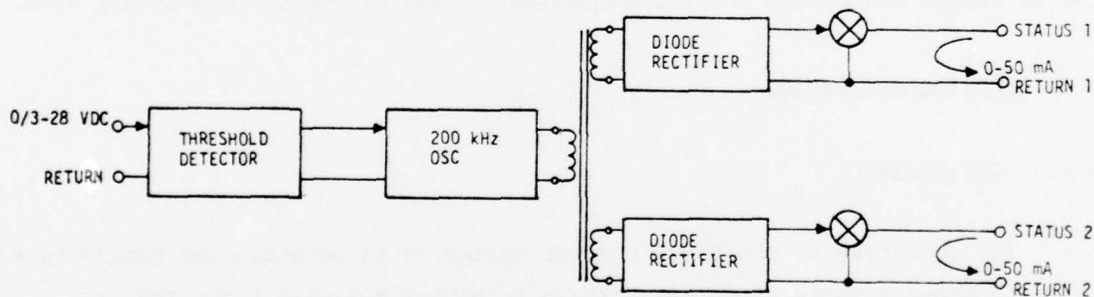 DIODE
RECTIFIER
STATUS 1
0-50 mA
RETURN 1
0/3-28 VDC
RETURN
THRESHOLD
DETECTOR
200 kHz
OSC
DIODE
RECTIFIER
STATUS 2
0-50 mA
RETURN 2